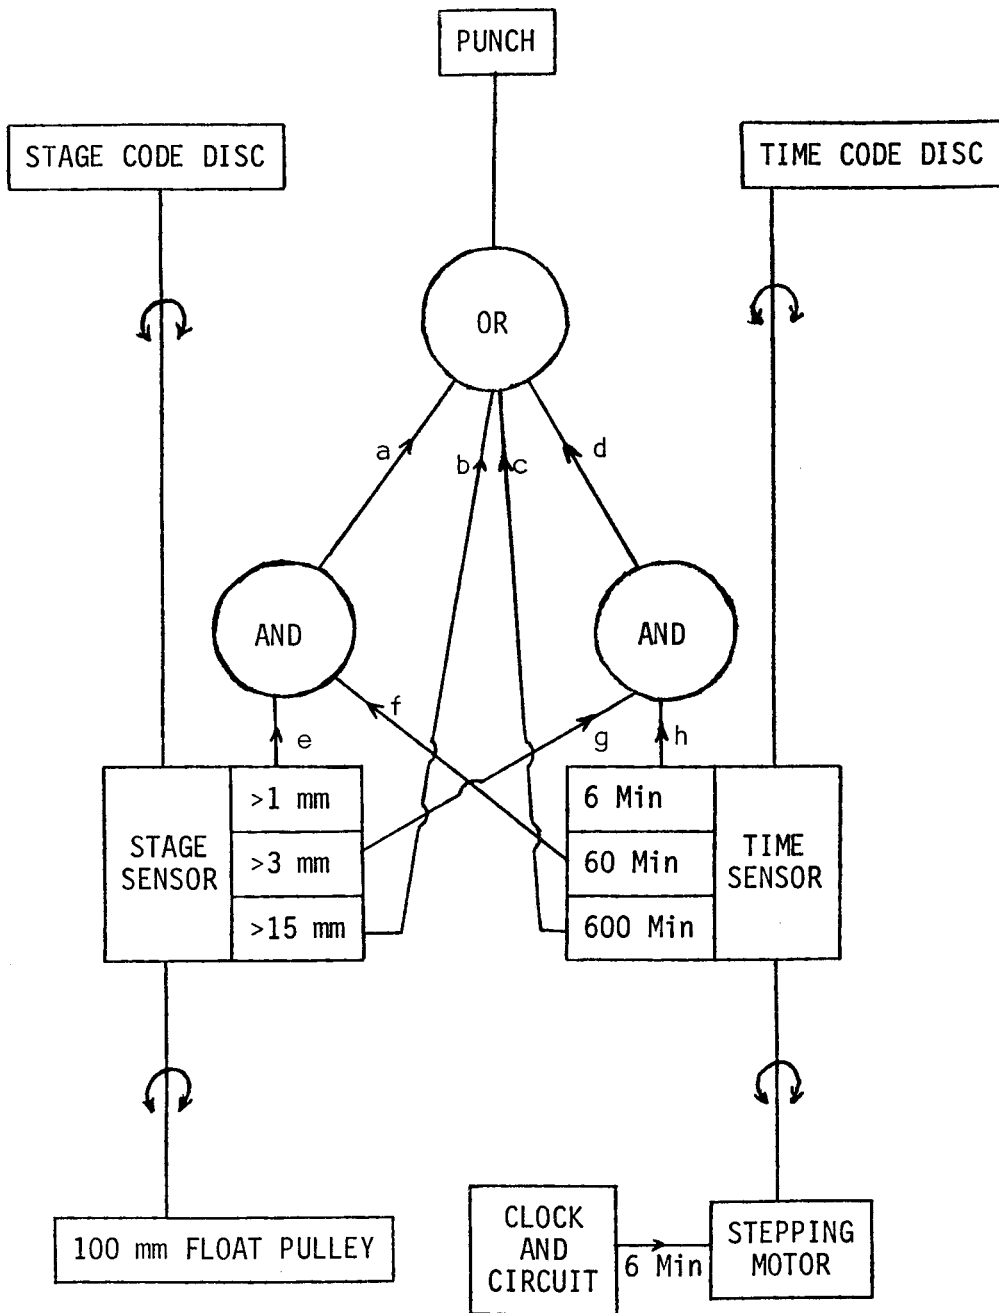 PUNCH
STAGE CODE DISC
TIME CODE DISC
OR
a
b
c
d
AND
AND
e
f
g
h
STAGE
SENSOR
>1 mm
>3 mm
>15 mm
6 Min
60 Min
600 Min
TIME
SENSOR
100 mm FLOAT PULLEY
CLOCK
AND
CIRCUIT
6 Min
STEPPING
MOTOR